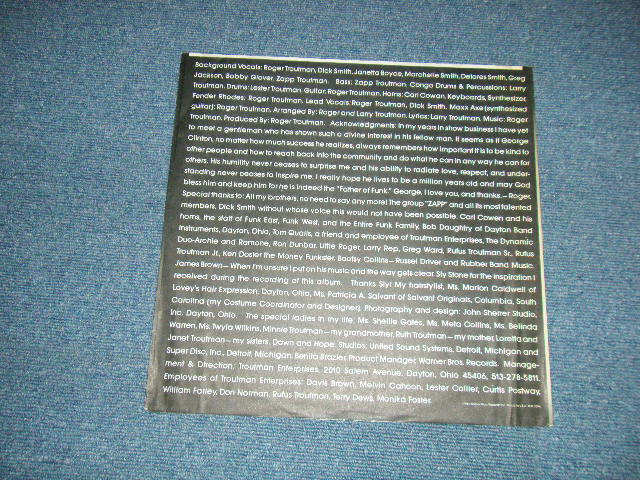 Background Vocals: Roger Troutman, Dick Smith, Janetta Boyce, Marchelle Smith, Delores Smith, Greg
Jackson, Bobby Glover, Zapp Troutman. Bass: Zapp Troutman, Congo Drums & Percussions: Larry
Troutman, Drums: Lester Troutman. Guitar: Roger Troutman, Horns: Carl Cowan, Keyboards, Synthesizer,
Fender Rhodes: Roger Troutman. Lead Vocals: Roger Troutman, Dick Smith. Maxx Axe (synthesized
guitar): Roger Troutman, Arranged By: Roger and Larry Troutman. Lyrics: Larry Troutman. Music: Roger
Troutman. Produced By: Roger Troutman. Acknowledgments: In my years in show business I have yet
to meet a gentleman who has shown such a divine interest in his fellow man. It seems as if George
Clinton, no matter how much success he realizes, always remembers how important it is to be kind to
other people and how to reach back into the community and do what he can in any way he can for
others. His humility never ceases to surprise me and his ability to radiate love, respect, and under-
standing never ceases to inspire me. I really hope he lives to be a million years old and may God
bless him and keep him for he is indeed the "Father of Funk." George, I love you, and thanks.—Roger.
Special thanks to: All my brothers, no need to say any more! The group "ZAPP" and all its most talented
members, Dick Smith without whose voice this would not have been possible. Carl Cowen and his
horns, the staff of Funk East, Funk West, and the Entire Funk Family, Bob Daughtry of Dayton Band
Instruments, Dayton, Ohio, Tom Qualls, a friend and employee of Troutman Enterprises, The Dynamic
Duo-Archie and Ramone, Ron Dunbar, Little Roger, Larry Rep, Greg Ward, Rufus Troutman Sr., Rufus
Troutman Jr., Ken Dosier the Money Funkster, Bootsy Collins—Russel Driver and Rubber Band Music.
James Brown—When I'm unsure I put on his music and the way gets clear. Sly Stone for the inspiration I
received during the recording of this album. Thanks Sly! My hairstylist, Ms. Marion Caldwell of
Lovey's Hair Expression, Dayton, Ohio, Ms. Patricia A. Salvant of Salvant Originals, Columbia, South
Carolina (my Costume Coordinator and Designer). Photography and design: John Sherrer Studio,
Inc. Dayton, Ohio. The special ladies in my life: Ms. Shellie Gates, Ms. Meta Collins, Ms. Belinda
Warren, Ms. Twyla Wilkins, Minnie Troutman—my grandmother, Ruth Troutman—my mother, Loretta and
Janet Troutman—my sisters, Dawn and Hope. Studios: United Sound Systems, Detroit, Michigan and
Super Disc, Inc., Detroit, Michigan. Benita Brazier, Product Manager, Warner Bros. Records. Manage-
ment & Direction: Troutman Enterprises, 2010 Salem Avenue, Dayton, Ohio 45406, 513-278-5811.
Employees of Troutman Enterprises: Davis Brown, Melvin Cahoon, Lester Collier, Curtis Postway,
William Farley, Don Norman, Rufus Troutman, Terry Dews, Monika Foster.